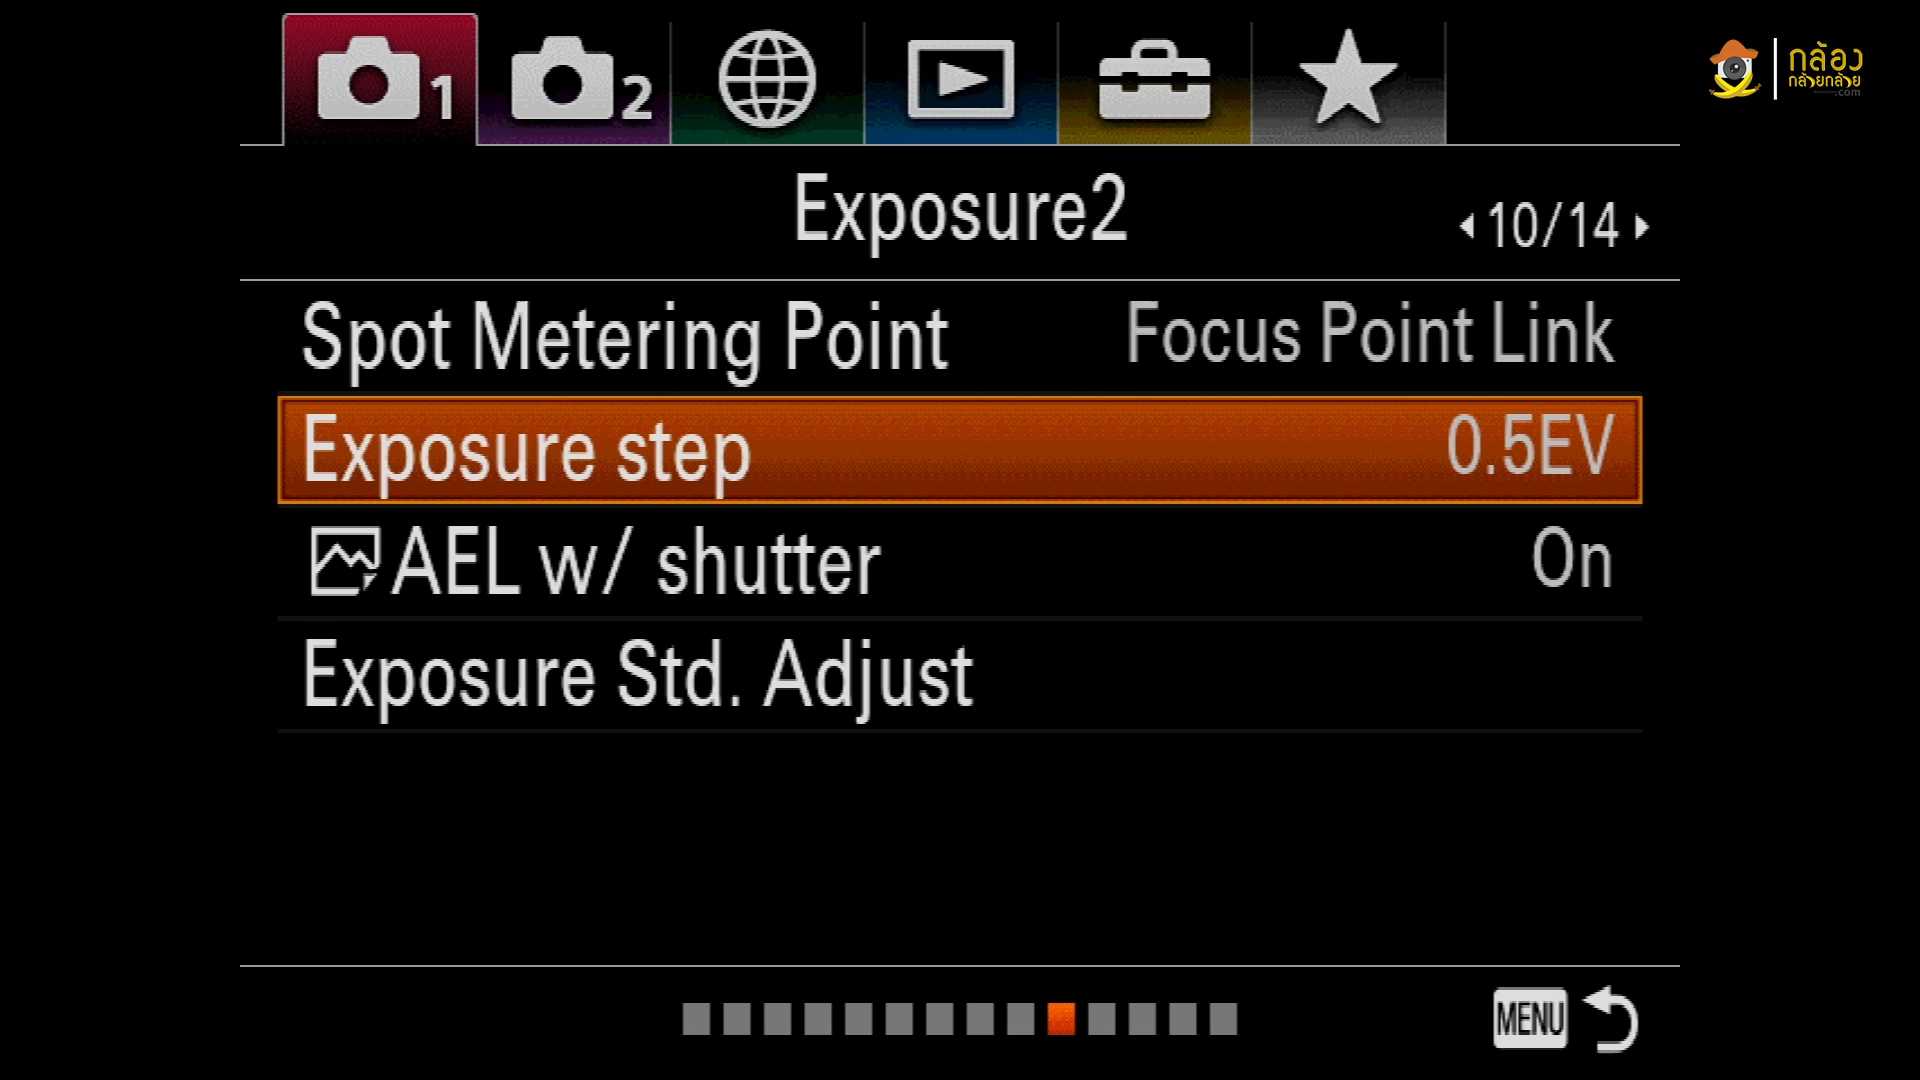 1
2
กล้อง
กล้วยกล้วย
.com
Exposure2
10/14
Spot Metering Point Focus Point Link
Exposure step 0.5EV
AEL w/ shutter On
Exposure Std. Adjust
MENU